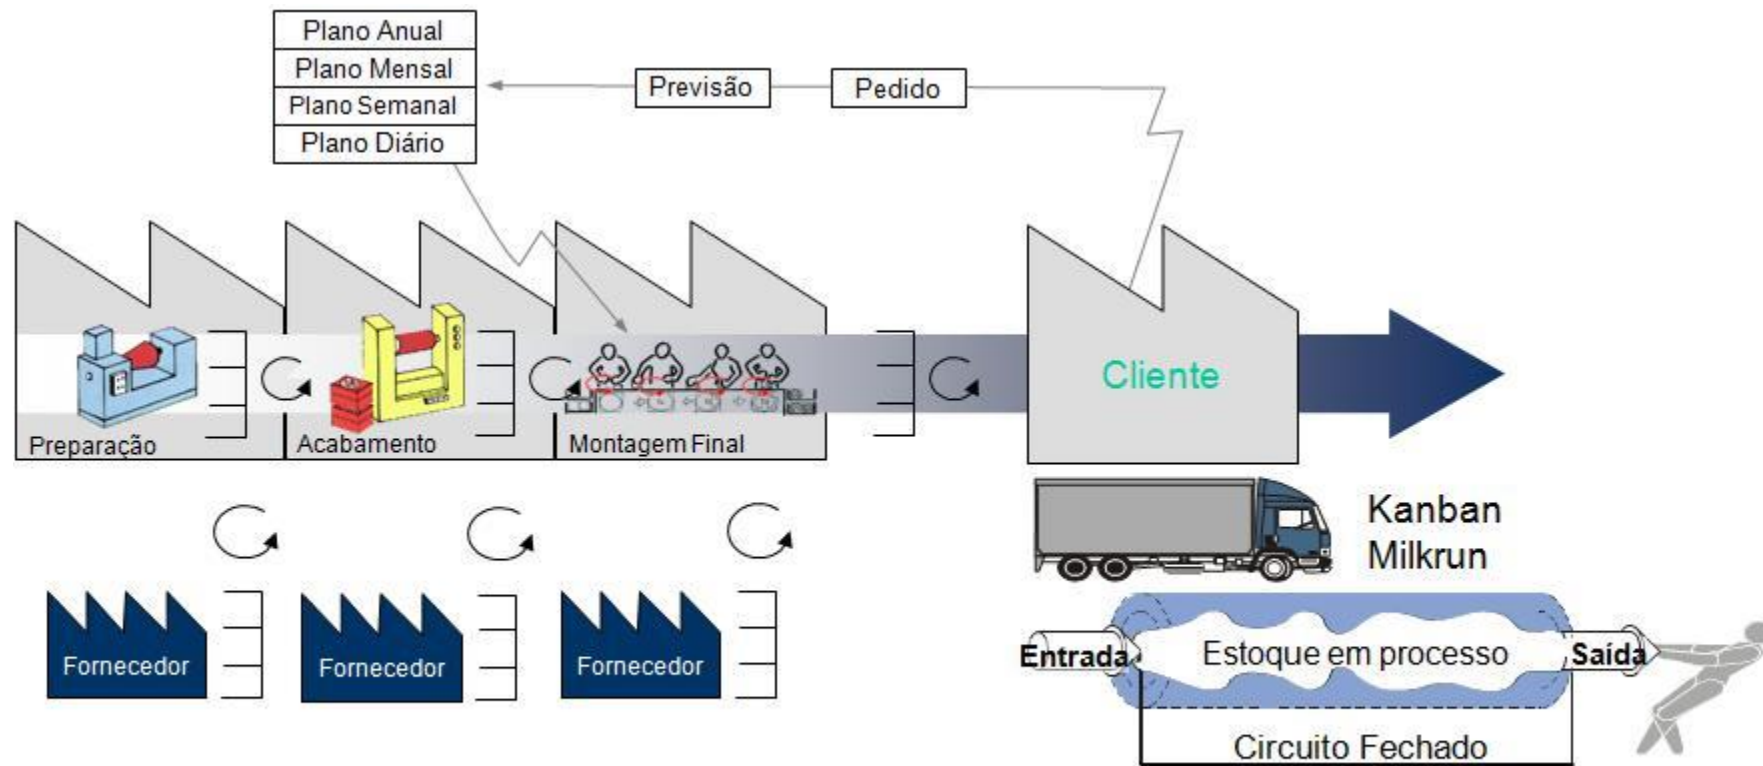 Plano Anual
Plano Mensal
Plano Semanal
Plano Diário
Previsão
Pedido
Cliente
Preparação
Acabamento
Montagem Final
Kanban
Milkrun
Fornecedor
Fornecedor
Fornecedor
Entrada
Estoque em processo
Saída
Circuito Fechado